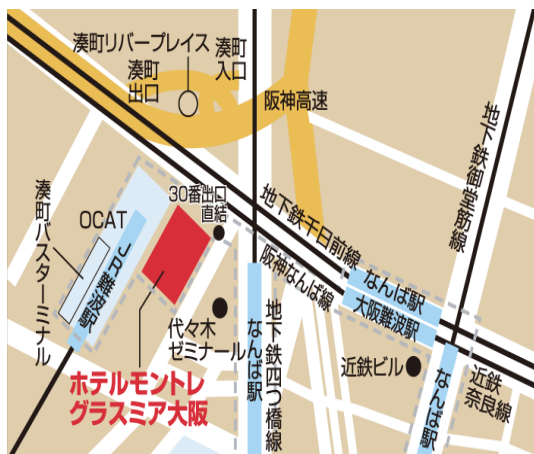 湊町リバープレイス
湊町
入口
湊町
出口
阪神高速
地下鉄御堂筋線
30番出口
直結
地下鉄千日前線
OCAT
湊町バスターミナル
JR難波駅
阪神なんば線
なんば駅
大阪難波駅
代々木
ゼミナール
なんば駅
地下鉄四つ橋線
近鉄ビル
なんば駅
近鉄
奈良線
ホテルモントレ
グラスミア大阪